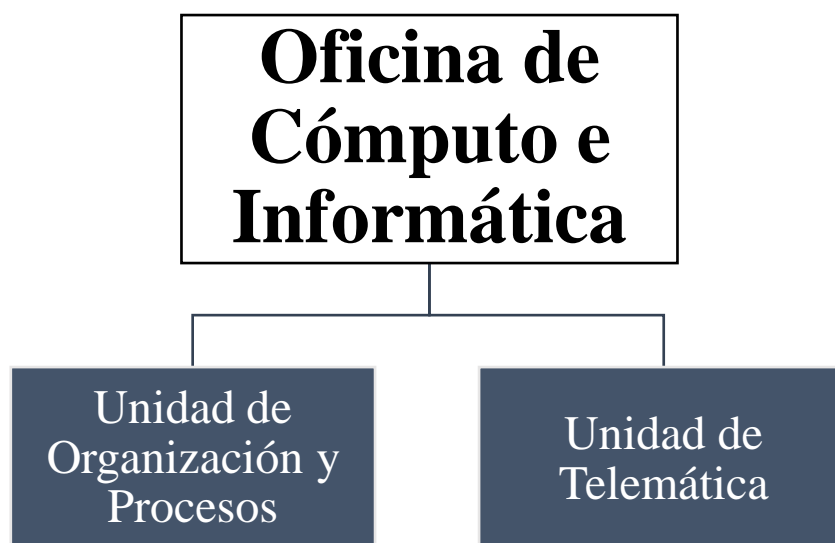 Oficina de
Cómputo e
Informática
Unidad de
Organización y
Procesos
Unidad de
Telemática